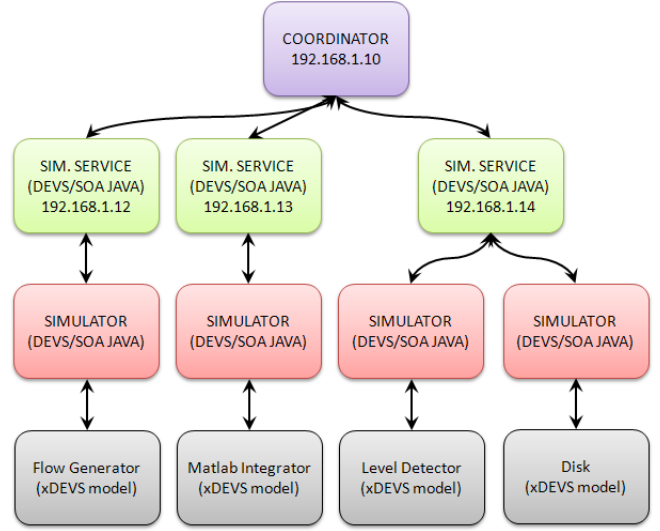 COORDINATOR
192.168.1.10
SIM. SERVICE
(DEVS/SOA JAVA)
192.168.1.12
SIM. SERVICE
(DEVS/SOA JAVA)
192.168.1.13
SIM. SERVICE
(DEVS/SOA JAVA)
192.168.1.14
SIMULATOR
(DEVS/SOA JAVA)
SIMULATOR
(DEVS/SOA JAVA)
SIMULATOR
(DEVS/SOA JAVA)
SIMULATOR
(DEVS/SOA JAVA)
Flow Generator
(xDEVS model)
Matlab Integrator
(xDEVS model)
Level Detector
(xDEVS model)
Disk
(xDEVS model)